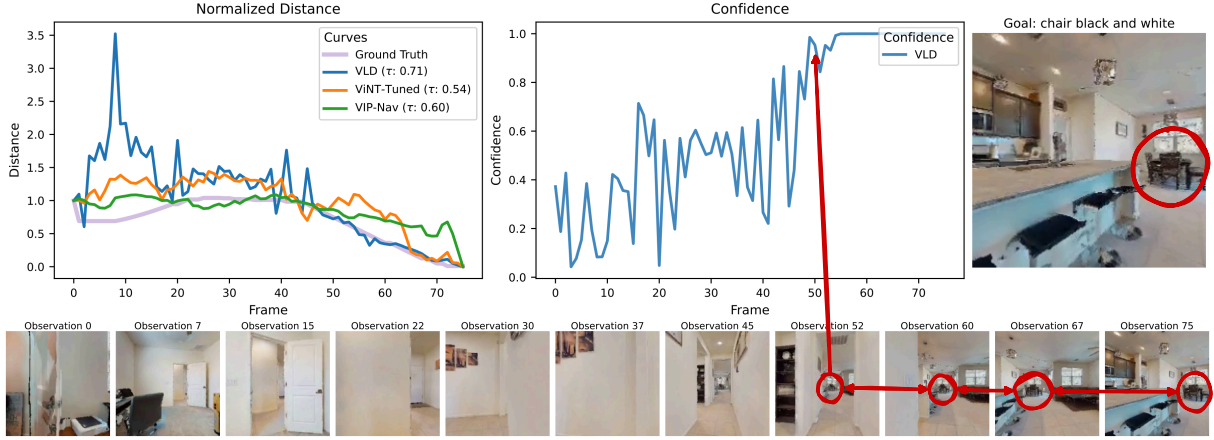 Normalized Distance
3.5
3.0
2.5
2.0
1.5
1.0
0.5
0.0
Distance
0 10 20 30 40 50 60 70
Frame
Curves
Ground Truth
VLD (τ: 0.71)
ViNT-Tuned (τ: 0.54)
VIP-Nav (τ: 0.60)
Confidence
1.0
0.8
0.6
0.4
0.2
0.0
Confidence
0 10 20 30 40 50 60 70
Frame
Confidence
VLD
Goal: chair black and white
Observation 0
Observation 7
Observation 15
Observation 22
Observation 30
Observation 37
Observation 45
Observation 52
Observation 60
Observation 67
Observation 75